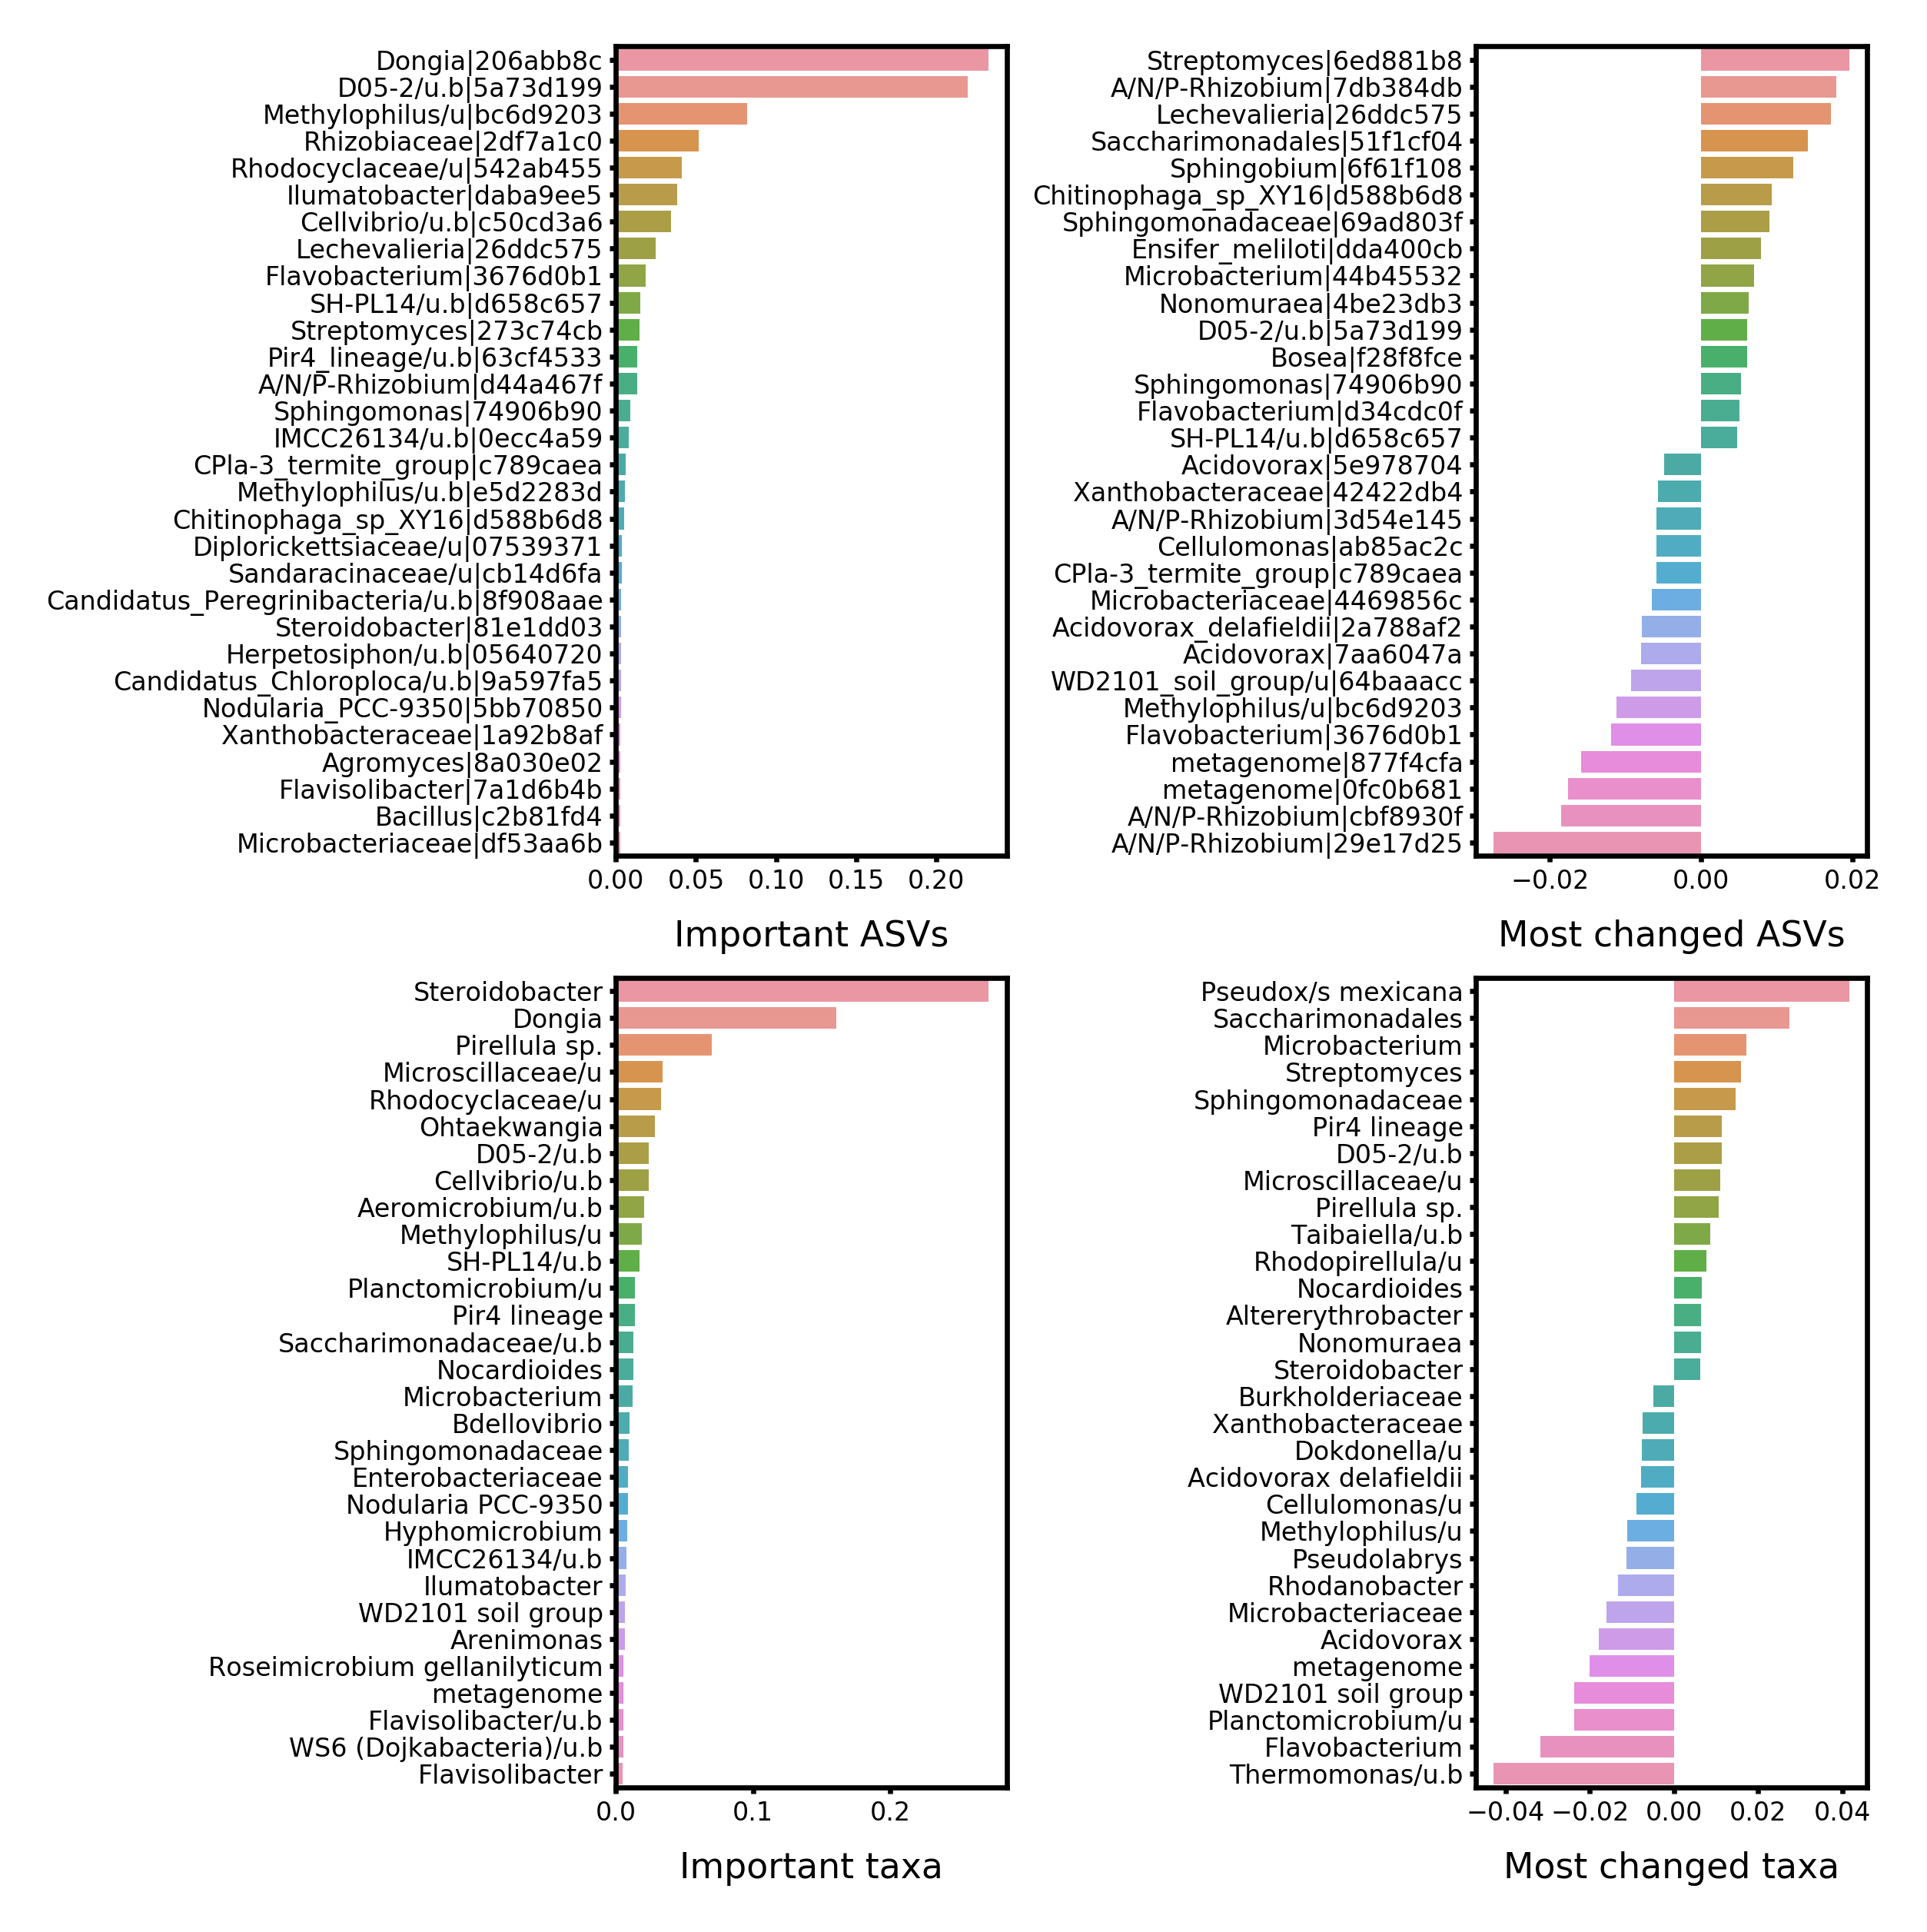 Dongia|206abb8c
D05-2/u.b|5a73d199
Methylophilus/u|bc6d9203
Rhizobiaceae|2df7a1c0
Rhodocyclaceae/u|542ab455
Ilumatobacter|daba9ee5
Cellvibrio/u.b|c50cd3a6
Lechevalieria|26ddc575
Flavobacterium|3676d0b1
SH-PL14/u.b|d658c657
Streptomyces|273c74cb
Pir4_lineage/u.b|63cf4533
A/N/P-Rhizobium|d44a467f
Sphingomonas|74906b90
IMCC26134/u.b|0ecc4a59
CPla-3_termite_group|c789caea
Methylophilus/u.b|e5d2283d
Chitinophaga_sp_XY16|d588b6d8
Diplorickettsiaceae/u|07539371
Sandaracinaceae/u|cb14d6fa
Candidatus_Peregrinibacteria/u.b|8f908aae
Steroidobacter|81e1dd03
Herpetosiphon/u.b|05640720
Candidatus_Chloroploca/u.b|9a597fa5
Nodularia_PCC-9350|5bb70850
Xanthobacteraceae|1a92b8af
Agromyces|8a030e02
Flavisolibacter|7a1d6b4b
Bacillus|c2b81fd4
Microbacteriaceae|df53aa6b
0.00 0.05 0.10 0.15 0.20
Important ASVs
Streptomyces|6ed881b8
A/N/P-Rhizobium|7db384db
Lechevalieria|26ddc575
Saccharimonadales|51f1cf04
Sphingobium|6f61f108
Chitinophaga_sp_XY16|d588b6d8
Sphingomonadaceae|69ad803f
Ensifer_meliloti|dda400cb
Microbacterium|44b45532
Nonomuraea|4be23db3
D05-2/u.b|5a73d199
Bosea|f28f8fce
Sphingomonas|74906b90
Flavobacterium|d34cdc0f
SH-PL14/u.b|d658c657
Acidovorax|5e978704
Xanthobacteraceae|42422db4
A/N/P-Rhizobium|3d54e145
Cellulomonas|ab85ac2c
CPla-3_termite_group|c789caea
Microbacteriaceae|4469856c
Acidovorax_delafieldii|2a788af2
Acidovorax|7aa6047a
WD2101_soil_group/u|64baaacc
Methylophilus/u|bc6d9203
Flavobacterium|3676d0b1
metagenome|877f4cfa
metagenome|0fc0b681
A/N/P-Rhizobium|cbf8930f
A/N/P-Rhizobium|29e17d25
−0.02 0.00 0.02
Most changed ASVs
Steroidobacter
Dongia
Pirellula sp.
Microscillaceae/u
Rhodocyclaceae/u
Ohtaekwangia
D05-2/u.b
Cellvibrio/u.b
Aeromicrobium/u.b
Methylophilus/u
SH-PL14/u.b
Planctomicrobium/u
Pir4 lineage
Saccharimonadaceae/u.b
Nocardioides
Microbacterium
Bdellovibrio
Sphingomonadaceae
Enterobacteriaceae
Nodularia PCC-9350
Hyphomicrobium
IMCC26134/u.b
Ilumatobacter
WD2101 soil group
Arenimonas
Roseimicrobium gellanilyticum
metagenome
Flavisolibacter/u.b
WS6 (Dojkabacteria)/u.b
Flavisolibacter
0.0 0.1 0.2
Important taxa
Pseudox/s mexicana
Saccharimonadales
Microbacterium
Streptomyces
Sphingomonadaceae
Pir4 lineage
D05-2/u.b
Microscillaceae/u
Pirellula sp.
Taibaiella/u.b
Rhodopirellula/u
Nocardioides
Altererythrobacter
Nonomuraea
Steroidobacter
Burkholderiaceae
Xanthobacteraceae
Dokdonella/u
Acidovorax delafieldii
Cellulomonas/u
Methylophilus/u
Pseudolabrys
Rhodanobacter
Microbacteriaceae
Acidovorax
metagenome
WD2101 soil group
Planctomicrobium/u
Flavobacterium
Thermomonas/u.b
−0.04 −0.02 0.00 0.02 0.04
Most changed taxa